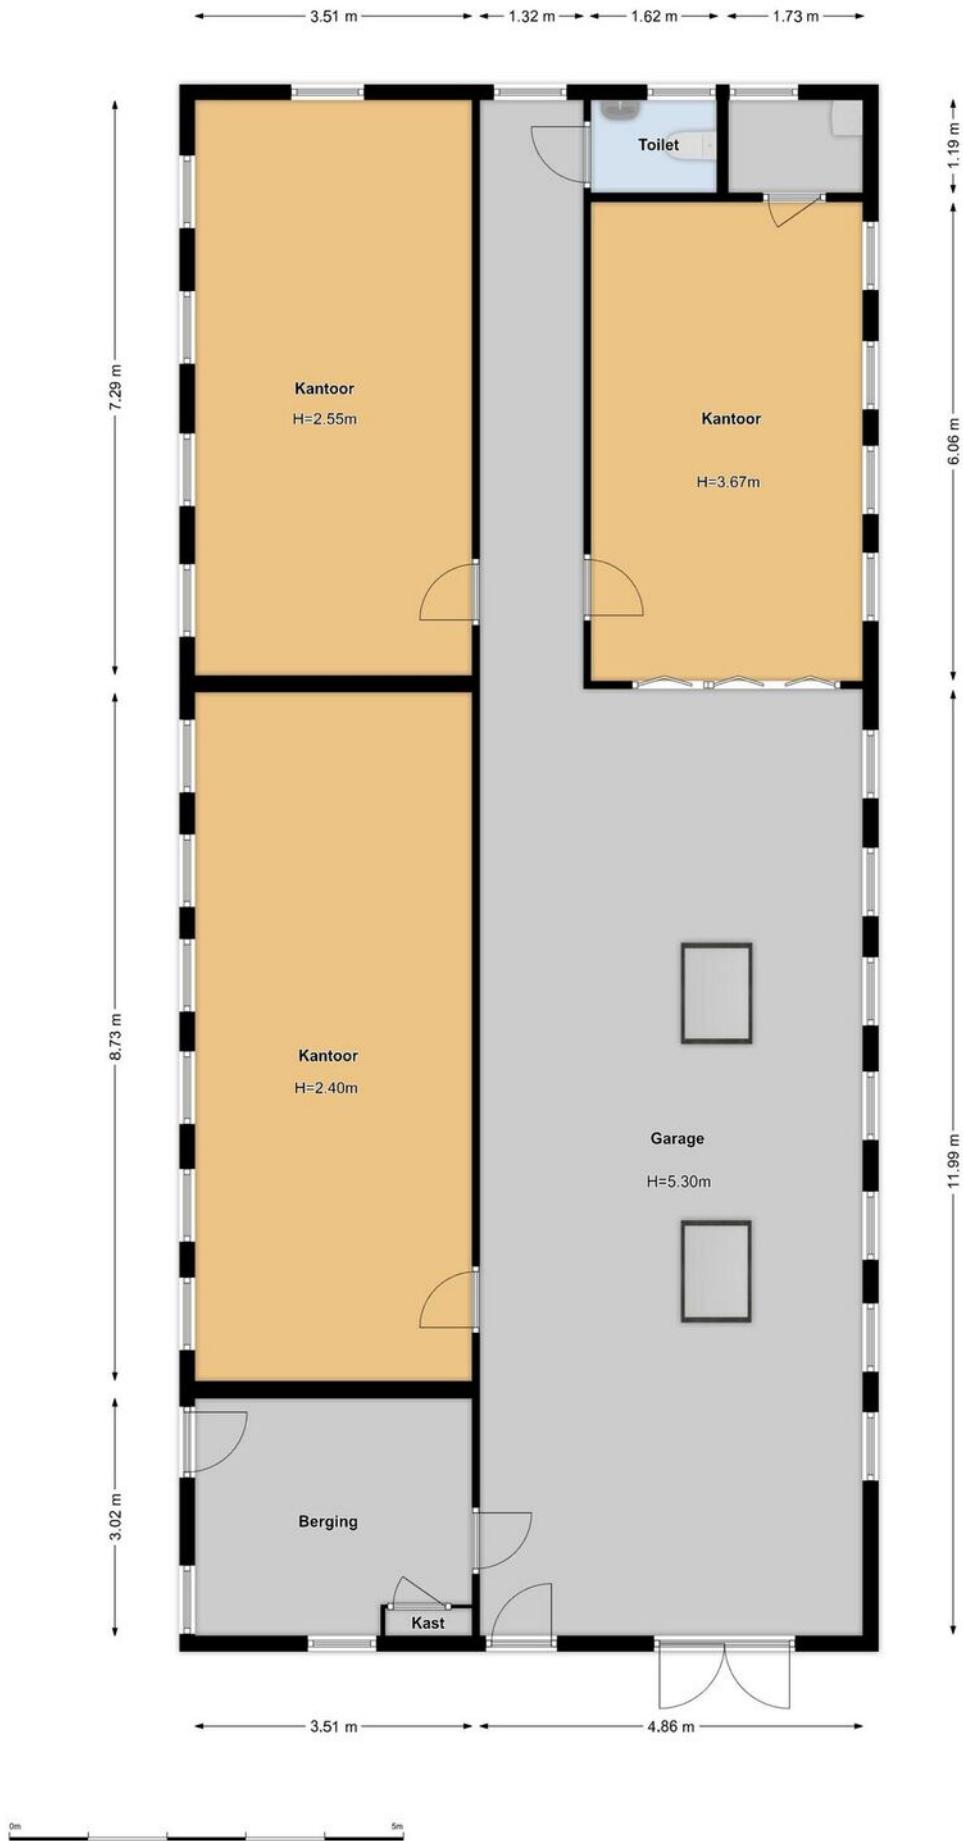 3.51 m
1.32 m
1.62 m
1.73 m
Toilet
1.19 m
7.29 m
Kantoor
H=2.55m
Kantoor
H=3.67m
6.06 m
8.73 m
Kantoor
H=2.40m
Garage
H=5.30m
11.99 m
3.02 m
Berging
Kast
3.51 m
4.86 m
0m
5m